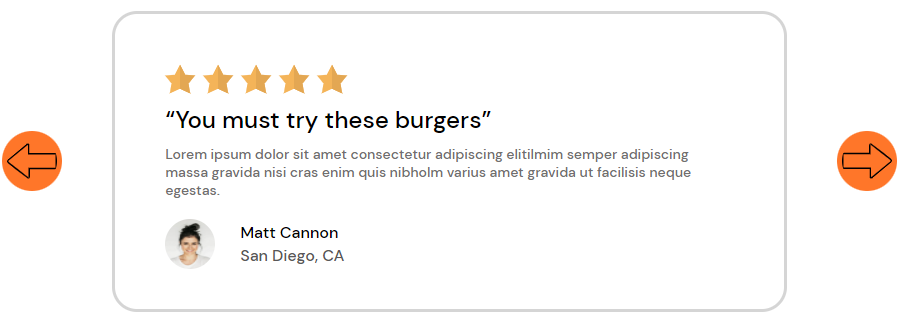 “You must try these burgers”
Lorem ipsum dolor sit amet consectetur adipiscing elitilmim semper adipiscing
massa gravida nisi cras enim quis nibholm varius amet gravida ut facilisis neque
egestas.
Matt Cannon
San Diego, CA